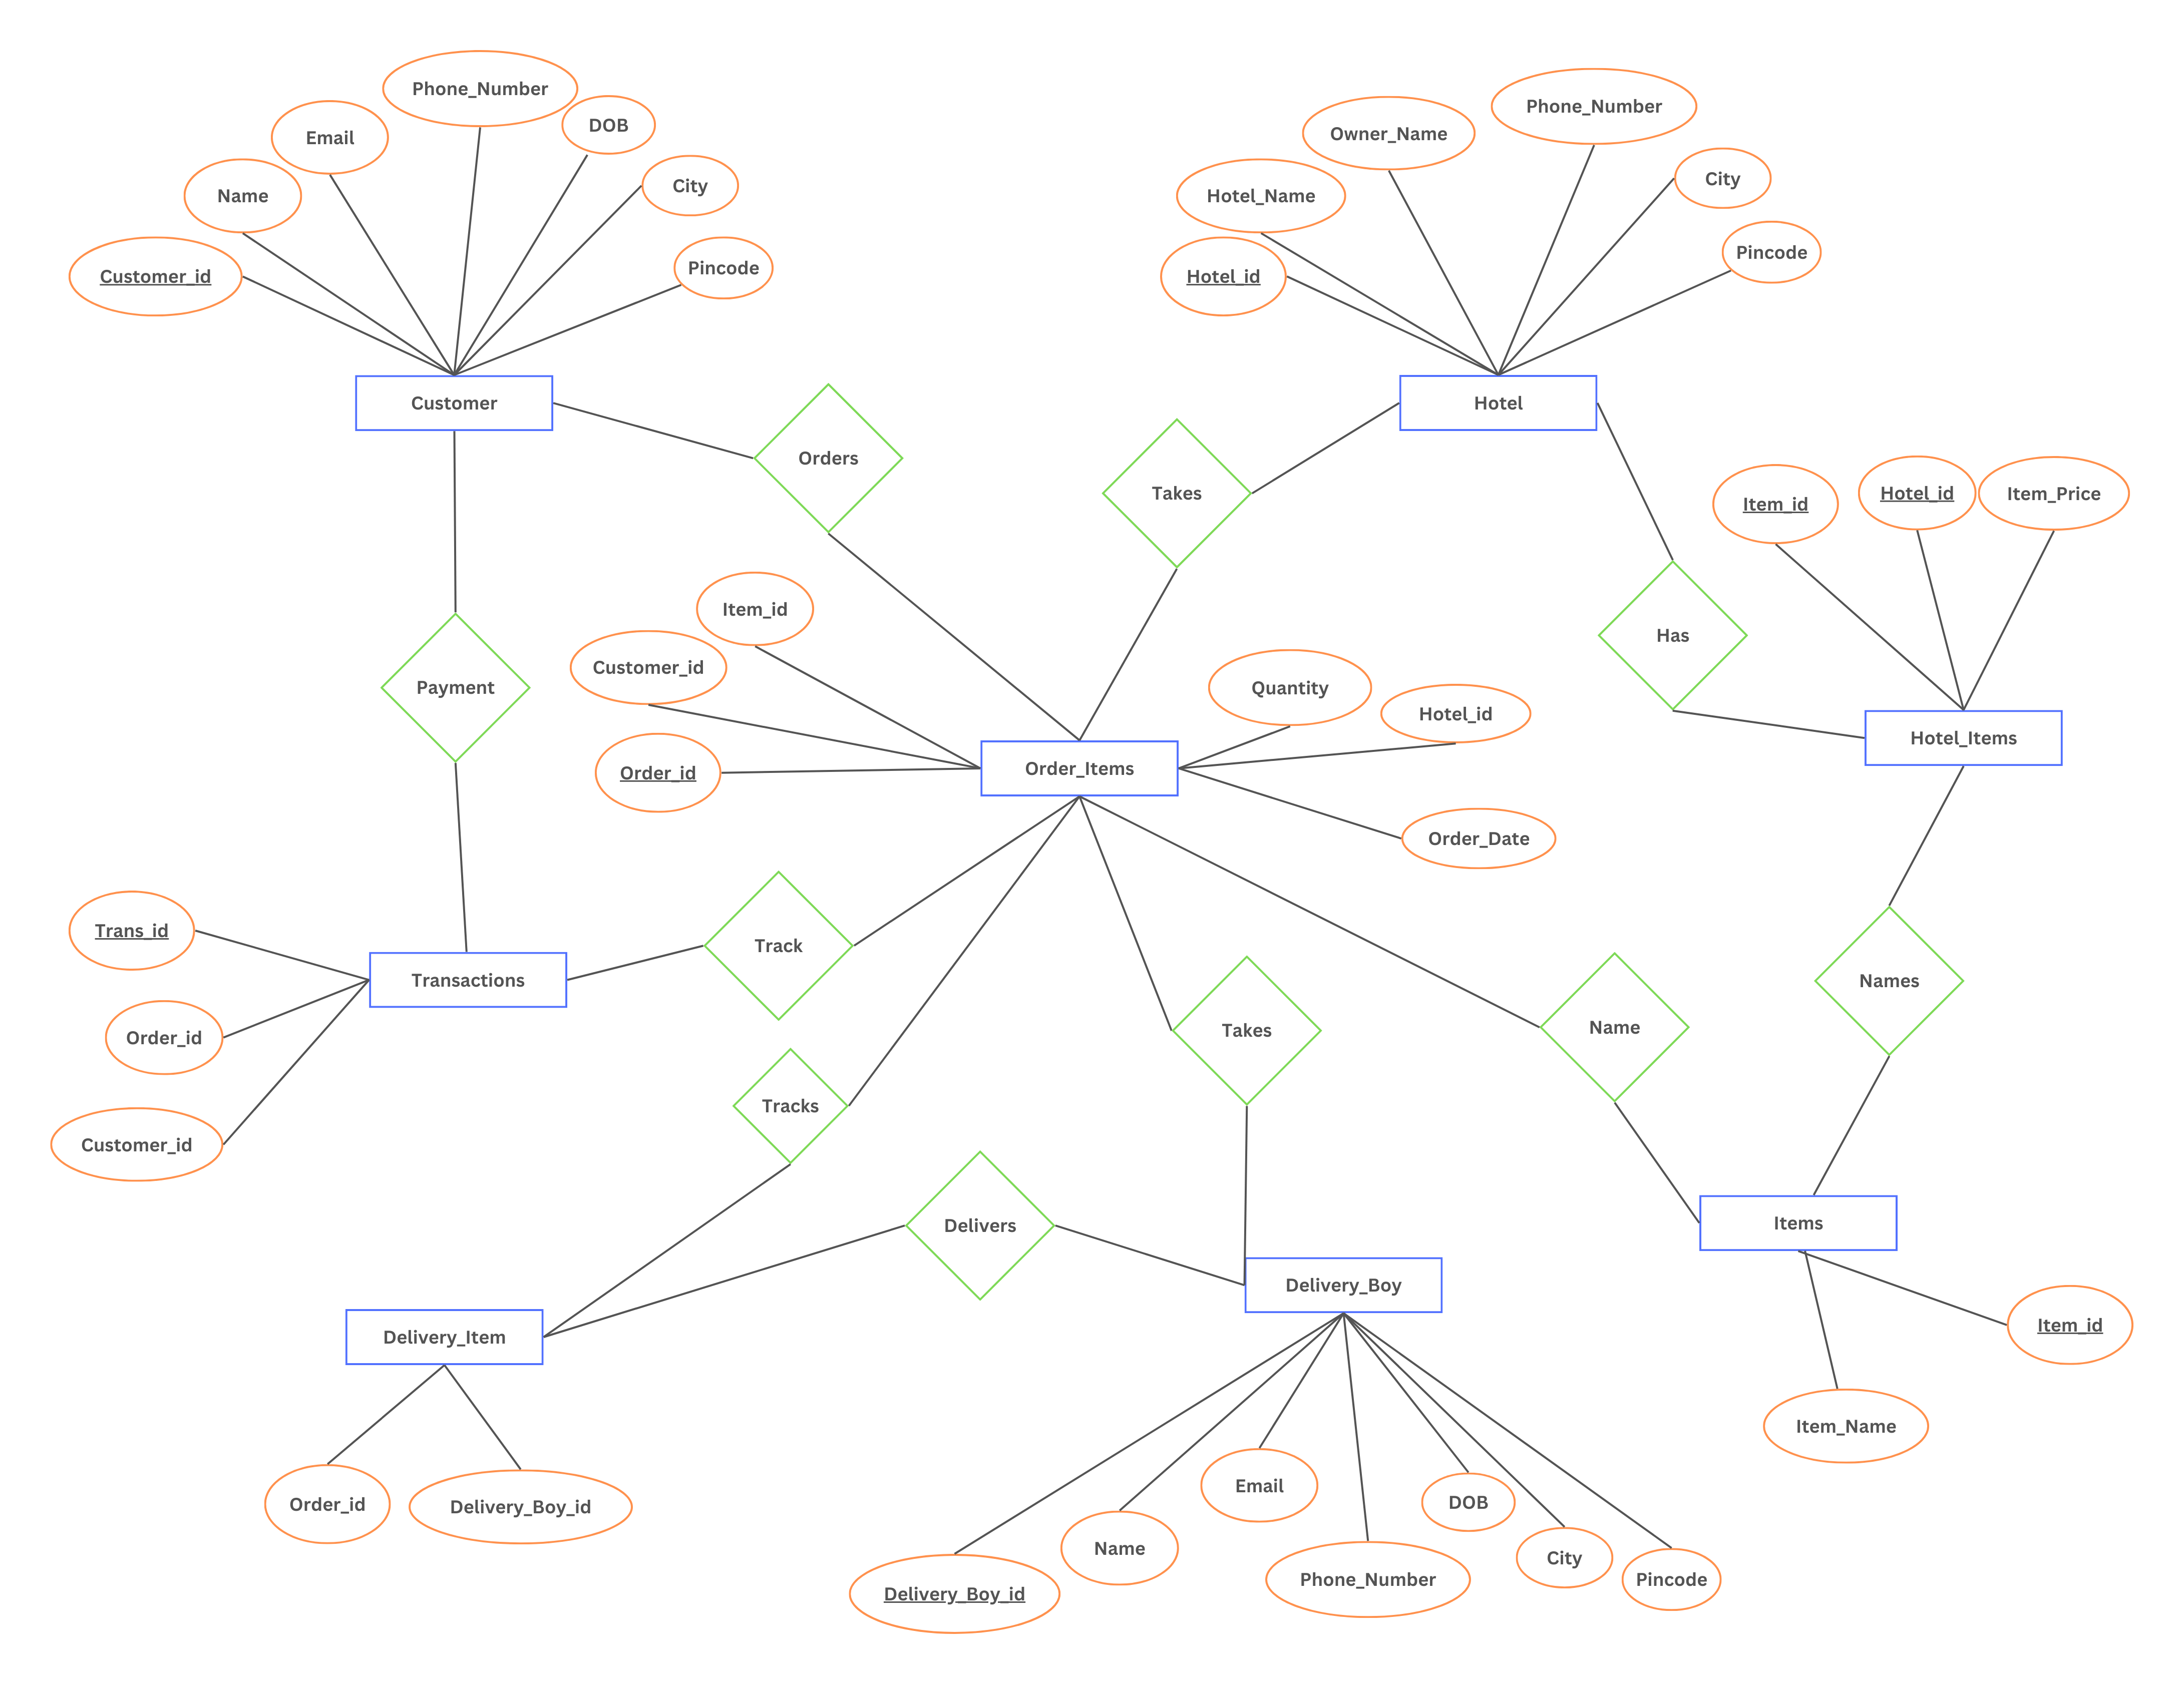 Phone_Number
Email
DOB
Name
City
Customer_id
Pincode
Customer
Orders
Phone_Number
Owner_Name
City
Hotel_Name
Pincode
Hotel_id
Hotel
Takes
Item_id
Hotel_id
Item_Price
Has
Hotel_Items
Payment
Item_id
Customer_id
Order_id
Order_Items
Quantity
Hotel_id
Order_Date
Trans_id
Transactions
Order_id
Customer_id
Track
Tracks
Takes
Name
Names
Delivers
Items
Item_id
Item_Name
Delivery_Item
Order_id
Delivery_Boy_id
Delivery_Boy
Email
DOB
Name
City
Phone_Number
Pincode
Delivery_Boy_id